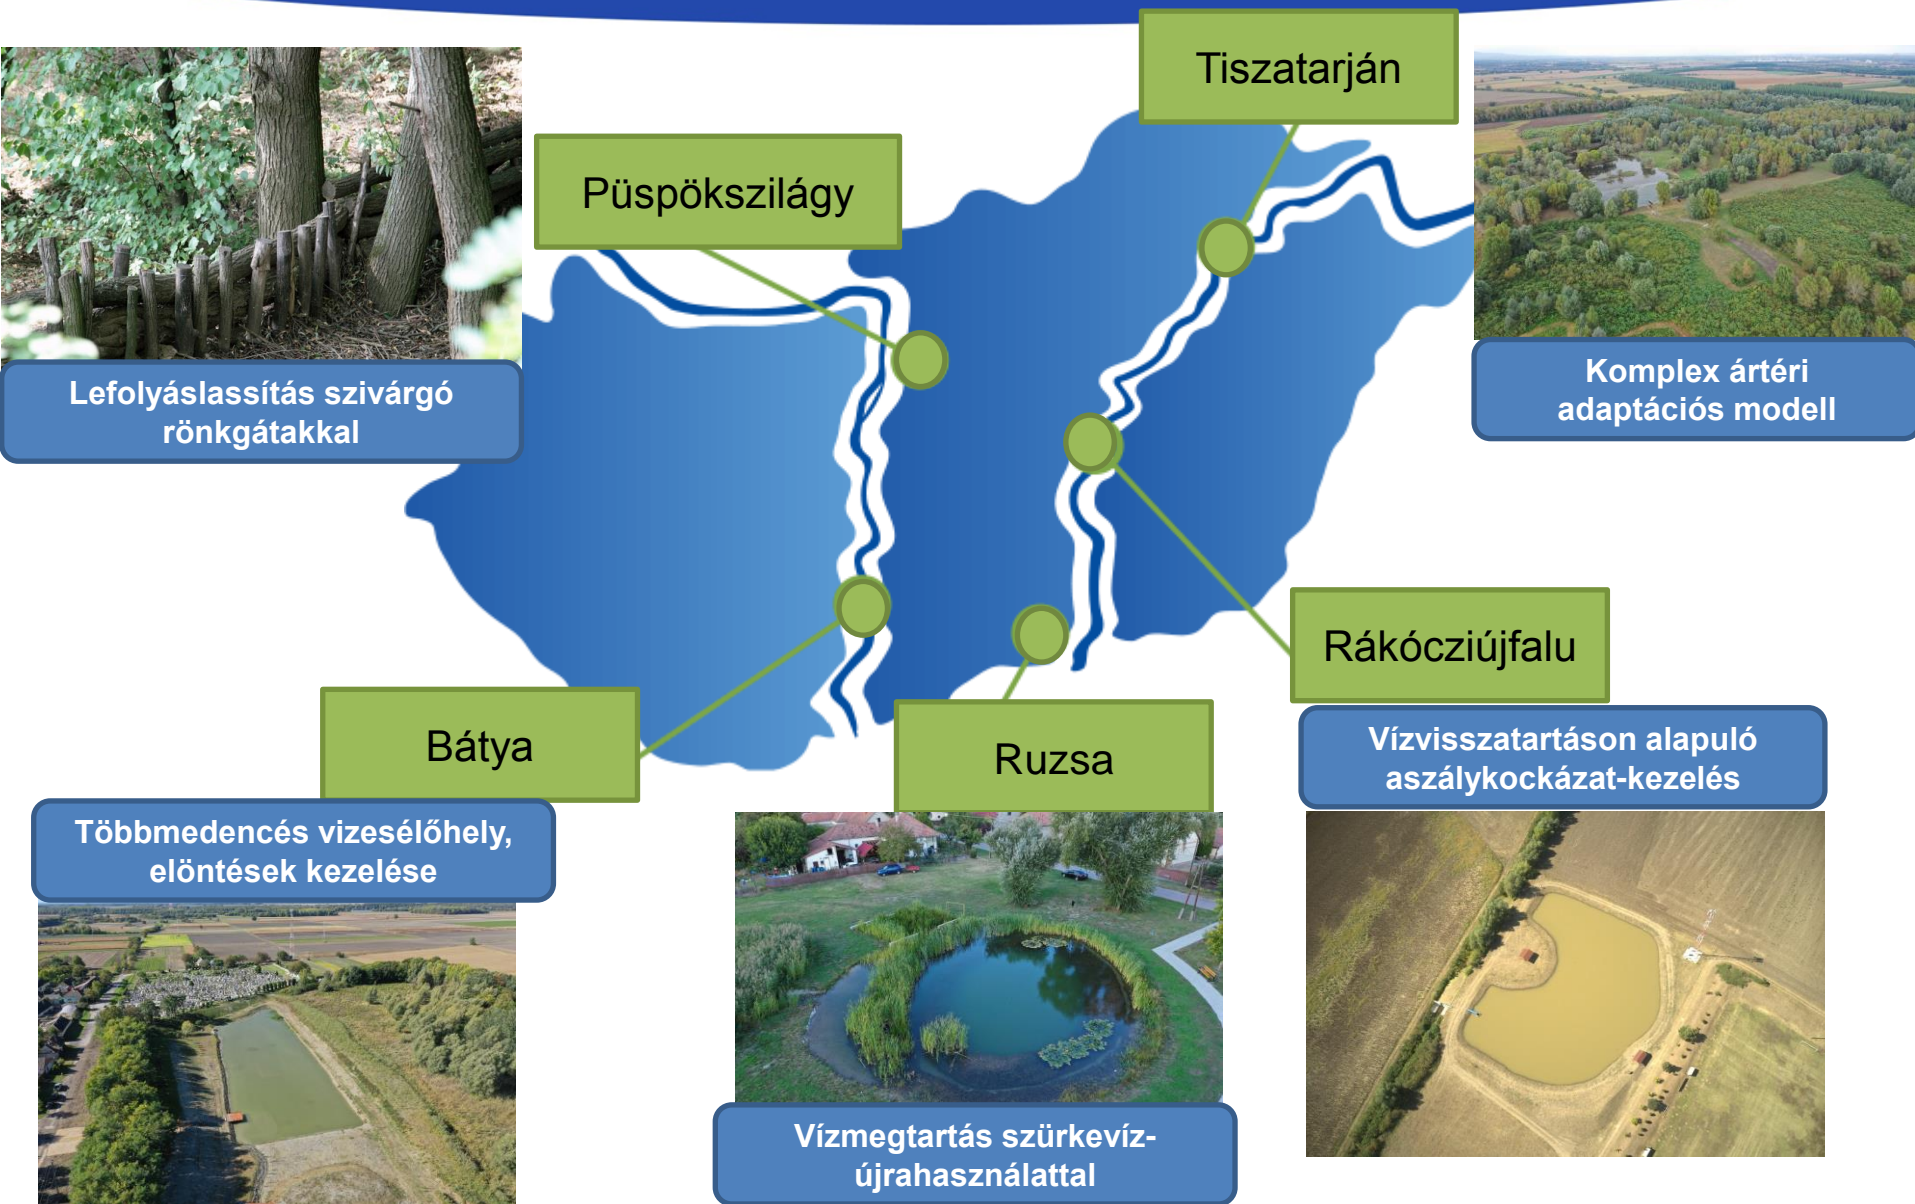 Tiszatarján
Püspökszilágy
Lefolyáslassítás szivárgó
rönkgátakkal
Komplex ártéri
adaptációs modell
Rákócziújfalu
Bátya
Ruzsa
Vízvisszatartáson alapuló
aszálykockázat-kezelés
Többmedencés vizesélőhely,
elöntések kezelése
Vízmegtartás szürkevíz-
újrahasználattal